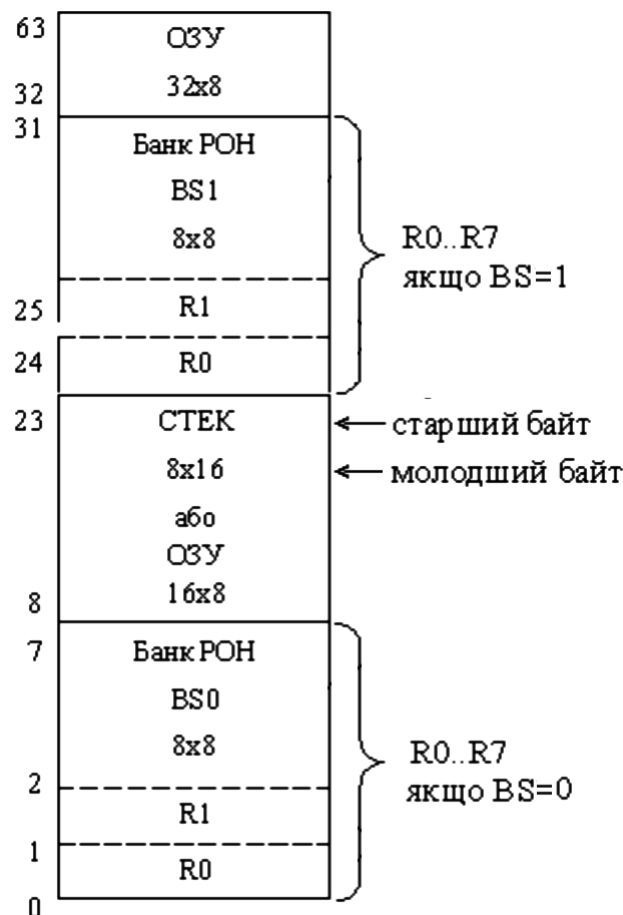 63
ОЗУ
32x8
32
31
Банк РОН
BS1
8x8
R0..R7
якщо BS=1
25
R1
24
R0
23
СТЕК
старший байт
8x16
молодший байт
або
ОЗУ
16x8
8
7
Банк РОН
BS0
8x8
R0..R7
якщо BS=0
2
R1
1
R0
0